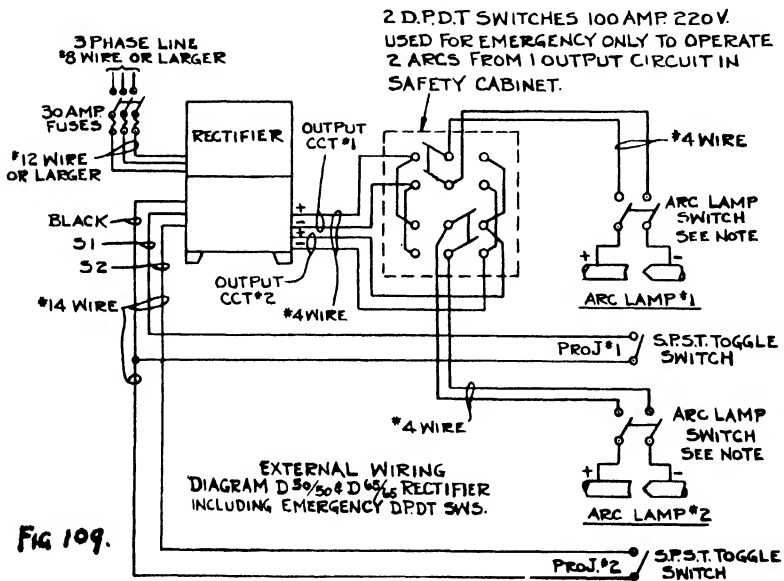 2 D.P.D.T SWITCHES 100 AMP. 220 V.
USED FOR EMERGENCY ONLY TO OPERATE
2 ARCS FROM 1 OUTPUT CIRCUIT IN
SAFETY CABINET.
3 PHASE LINE
#8 WIRE OR LARGER
30 AMP.
FUSES
#12 WIRE
OR LARGER
RECTIFIER
OUTPUT
CCT #1
#4 WIRE
ARC LAMP
SWITCH
SEE NOTE
+
-
ARC LAMP #1
BLACK
S1
S2
#14 WIRE
+
-
+
-
OUTPUT
CCT #2
#4 WIRE
PROJ #1
S.P.S.T. TOGGLE
SWITCH
#4 WIRE
ARC LAMP
SWITCH
SEE NOTE
+
-
ARC LAMP #2
EXTERNAL WIRING
DIAGRAM D 50/50 & D 65/65 RECTIFIER
INCLUDING EMERGENCY D.P.DT SWS.
FIG 109.
PROJ. #2
S.P.S.T. TOGGLE
SWITCH